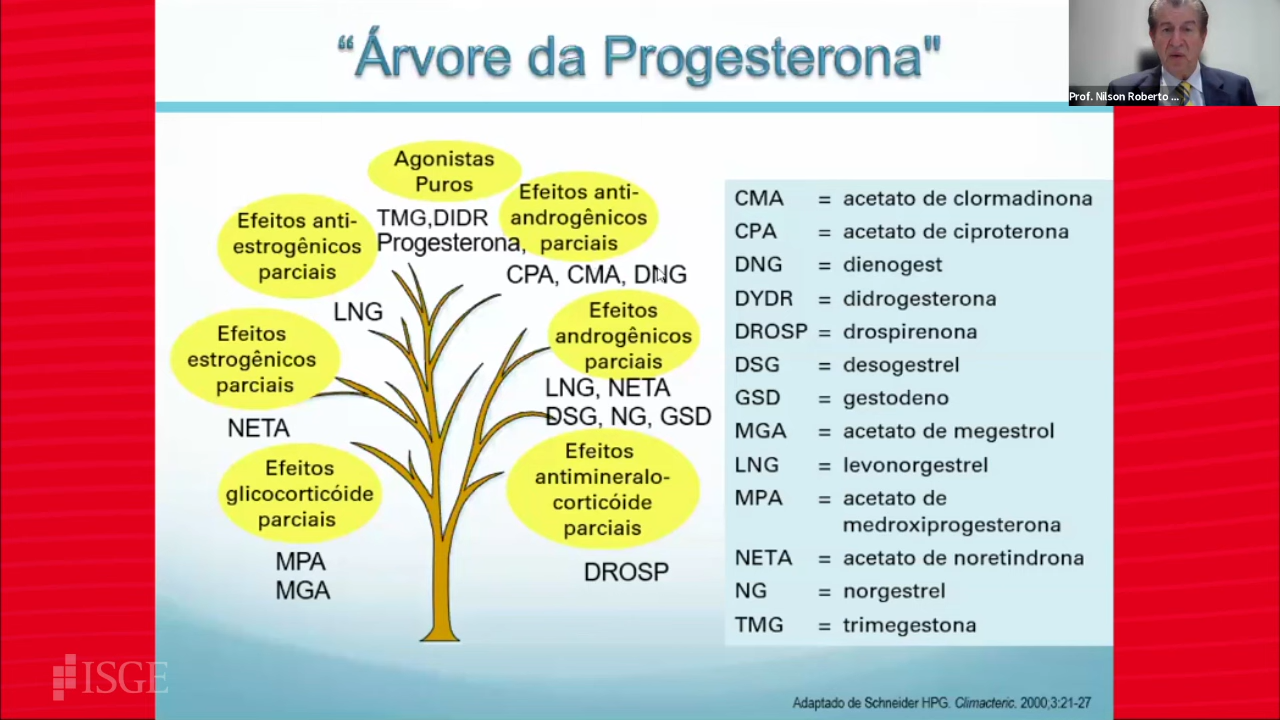 “Árvore da Progesterona"
Prof. Nilson Roberto ...
Agonistas
Puros
TMG,DIDR
Progesterona,
Efeitos anti-
androgênicos
parciais
CPA, CMA, DNG
Efeitos anti-
estrogênicos
parciais
LNG
Efeitos
androgênicos
parciais
LNG, NETA
DSG, NG, GSD
Efeitos
estrogênicos
parciais
NETA
Efeitos
glicocorticóide
parciais
MPA
MGA
Efeitos
antimineralo-
corticóide
parciais
DROSP
CMA = acetato de clormadinona
CPA = acetato de ciproterona
DNG = dienogest
DYDR = didrogesterona
DROSP = drospirenona
DSG = desogestrel
GSD = gestodeno
MGA = acetato de megestrol
LNG = levonorgestrel
MPA = acetato de
medroxiprogesterona
NETA = acetato de noretindrona
NG = norgestrel
TMG = trimegestona
ISGE
Adaptado de Schneider HPG. Climacteric. 2000,3:21-27